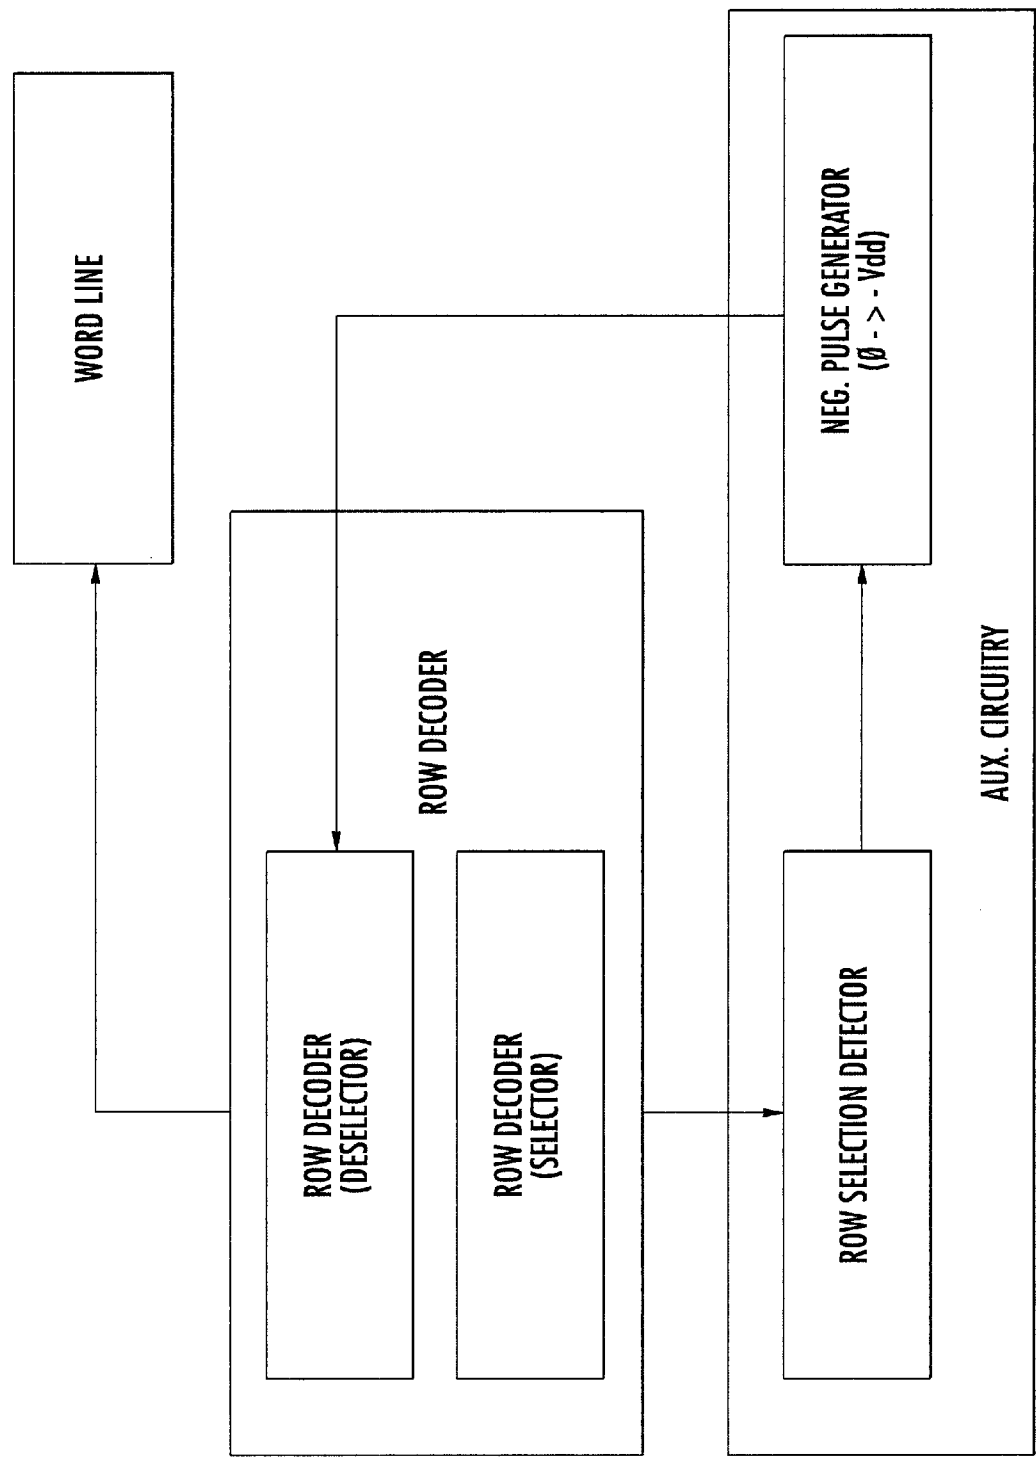 WORD LINE
ROW DECODER
(DESELECTOR)
ROW DECODER
(SELECTOR)
ROW DECODER
ROW SELECTION DETECTOR
NEG. PULSE GENERATOR
(Ø - > - Vdd)
AUX. CIRCUITRY